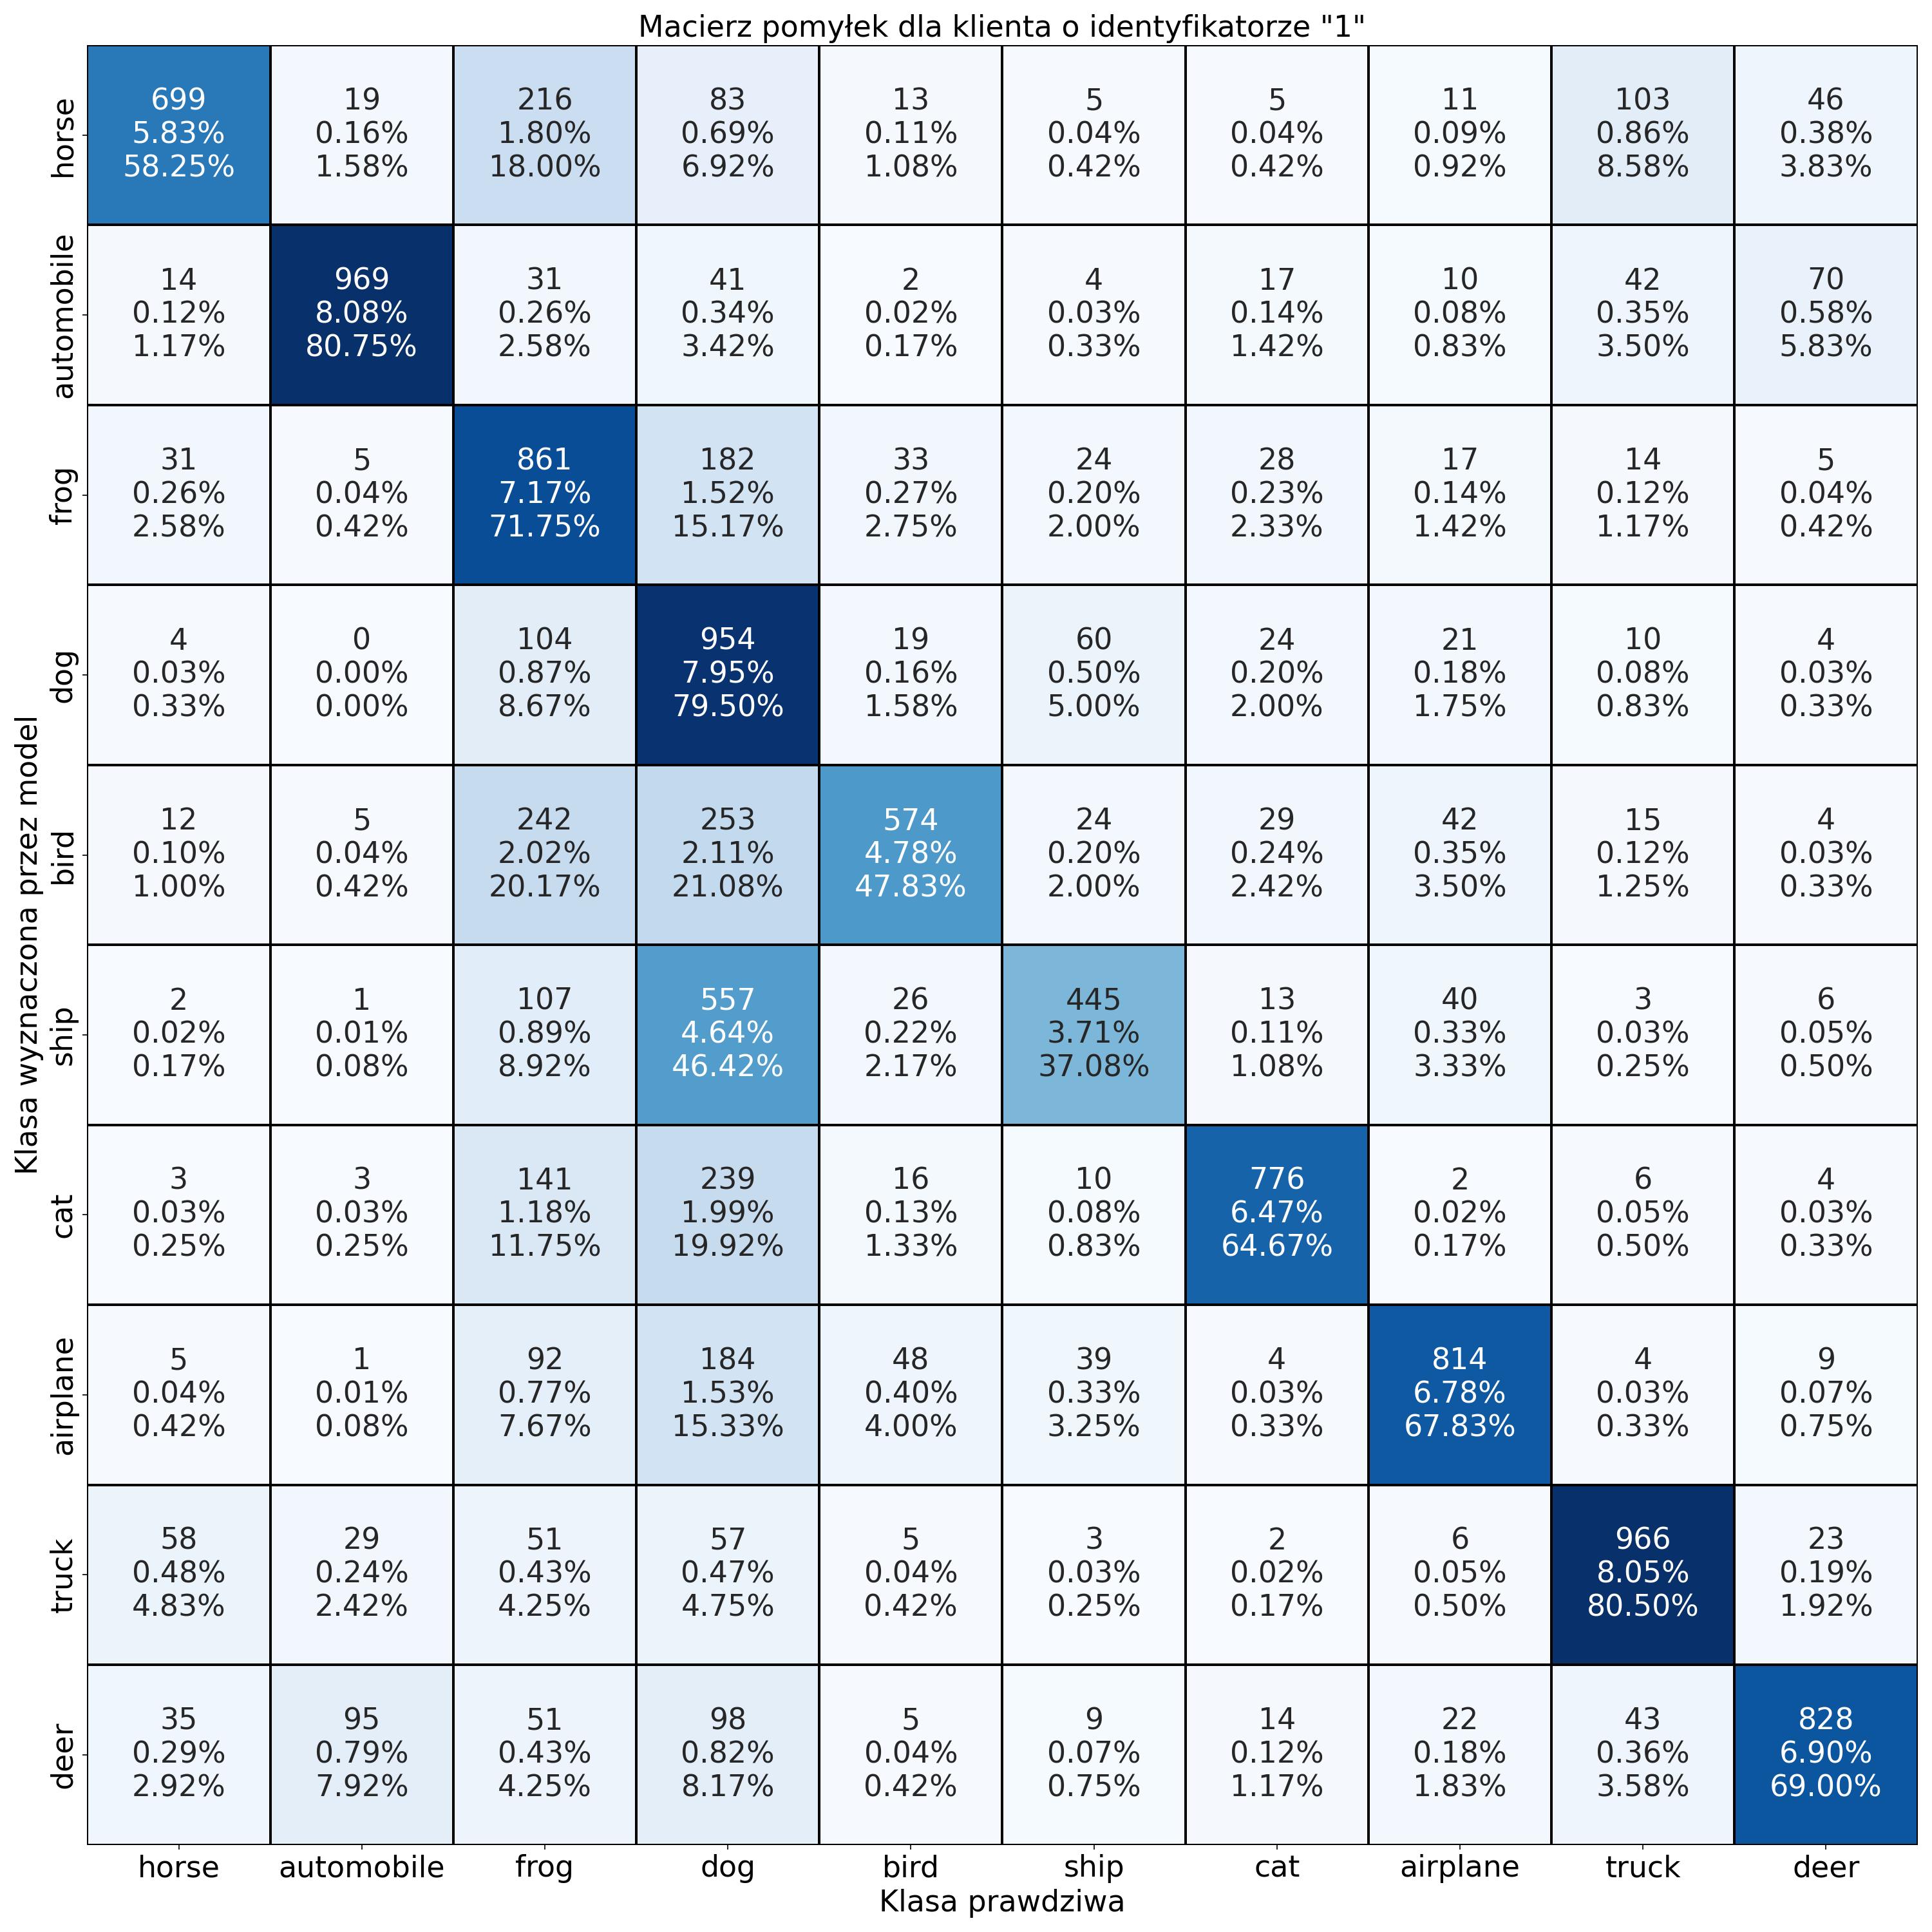 Macierz pomyłek dla klienta o identyfikatorze "1"
Klasa wyznaczona przez model
horse
699 19 216 83 13 5 5 11 103 46
5.83% 0.16% 1.80% 0.69% 0.11% 0.04% 0.04% 0.09% 0.86% 0.38%
58.25% 1.58% 18.00% 6.92% 1.08% 0.42% 0.42% 0.92% 8.58% 3.83%
automobile
14 969 31 41 2 4 17 10 42 70
0.12% 8.08% 0.26% 0.34% 0.02% 0.03% 0.14% 0.08% 0.35% 0.58%
1.17% 80.75% 2.58% 3.42% 0.17% 0.33% 1.42% 0.83% 3.50% 5.83%
frog
31 5 861 182 33 24 28 17 14 5
0.26% 0.04% 7.17% 1.52% 0.27% 0.20% 0.23% 0.14% 0.12% 0.04%
2.58% 0.42% 71.75% 15.17% 2.75% 2.00% 2.33% 1.42% 1.17% 0.42%
dog
4 0 104 954 19 60 24 21 10 4
0.03% 0.00% 0.87% 7.95% 0.16% 0.50% 0.20% 0.18% 0.08% 0.03%
0.33% 0.00% 8.67% 79.50% 1.58% 5.00% 2.00% 1.75% 0.83% 0.33%
bird
12 5 242 253 574 24 29 42 15 4
0.10% 0.04% 2.02% 2.11% 4.78% 0.20% 0.24% 0.35% 0.12% 0.03%
1.00% 0.42% 20.17% 21.08% 47.83% 2.00% 2.42% 3.50% 1.25% 0.33%
ship
2 1 107 557 26 445 13 40 3 6
0.02% 0.01% 0.89% 4.64% 0.22% 3.71% 0.11% 0.33% 0.03% 0.05%
0.17% 0.08% 8.92% 46.42% 2.17% 37.08% 1.08% 3.33% 0.25% 0.50%
cat
3 3 141 239 16 10 776 2 6 4
0.03% 0.03% 1.18% 1.99% 0.13% 0.08% 6.47% 0.02% 0.05% 0.03%
0.25% 0.25% 11.75% 19.92% 1.33% 0.83% 64.67% 0.17% 0.50% 0.33%
airplane
5 1 92 184 48 39 4 814 4 9
0.04% 0.01% 0.77% 1.53% 0.40% 0.33% 0.03% 6.78% 0.03% 0.07%
0.42% 0.08% 7.67% 15.33% 4.00% 3.25% 0.33% 67.83% 0.33% 0.75%
truck
58 29 51 57 5 3 2 6 966 23
0.48% 0.24% 0.43% 0.47% 0.04% 0.03% 0.02% 0.05% 8.05% 0.19%
4.83% 2.42% 4.25% 4.75% 0.42% 0.25% 0.17% 0.50% 80.50% 1.92%
deer
35 95 51 98 5 9 14 22 43 828
0.29% 0.79% 0.43% 0.82% 0.04% 0.07% 0.12% 0.18% 0.36% 6.90%
2.92% 7.92% 4.25% 8.17% 0.42% 0.75% 1.17% 1.83% 3.58% 69.00%
horse automobile frog dog bird ship cat airplane truck deer
Klasa prawdziwa